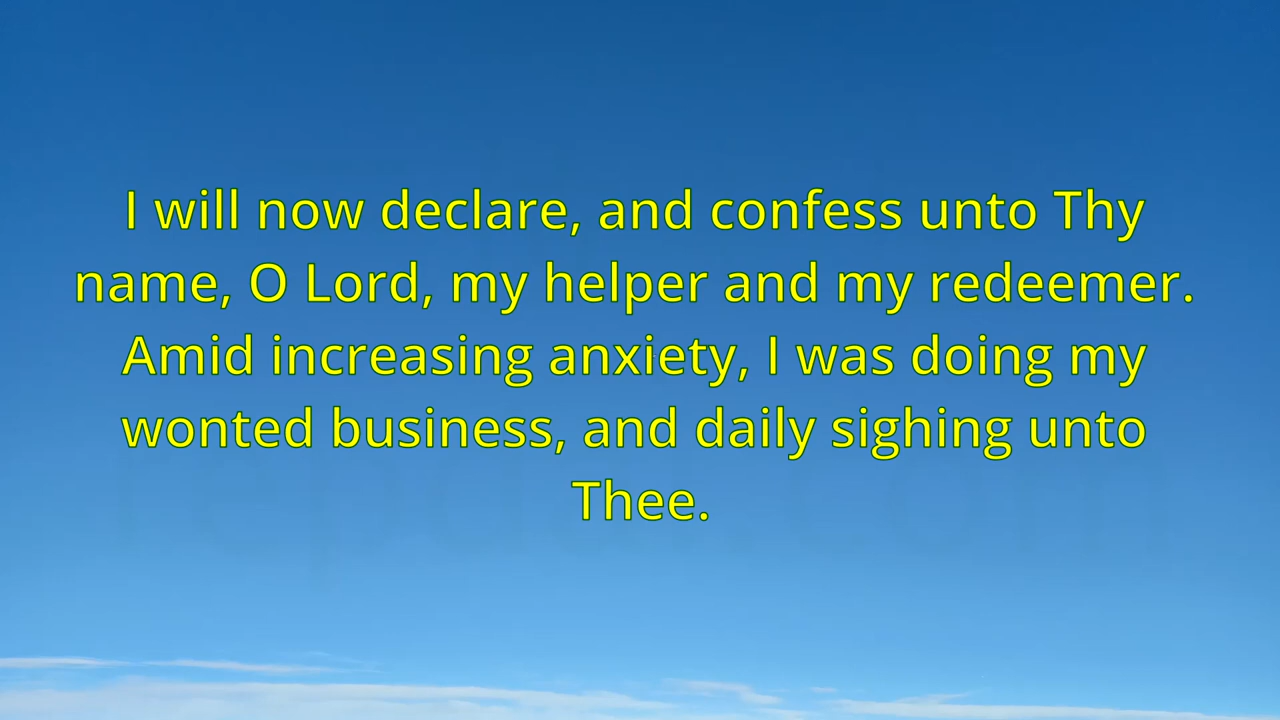 I will now declare, and confess unto Thy
name, O Lord, my helper and my redeemer.
Amid increasing anxiety, I was doing my
wonted business, and daily sighing unto
Thee.